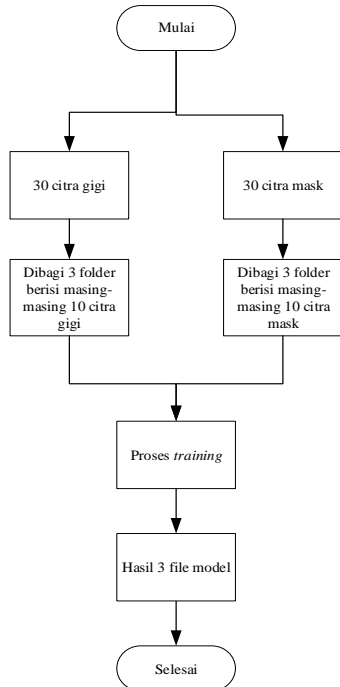 Mulai
30 citra gigi
30 citra mask
Dibagi 3 folder
berisi masing-
masing 10 citra
gigi
Dibagi 3 folder
berisi masing-
masing 10 citra
mask
Proses training
Hasil 3 file model
Selesai